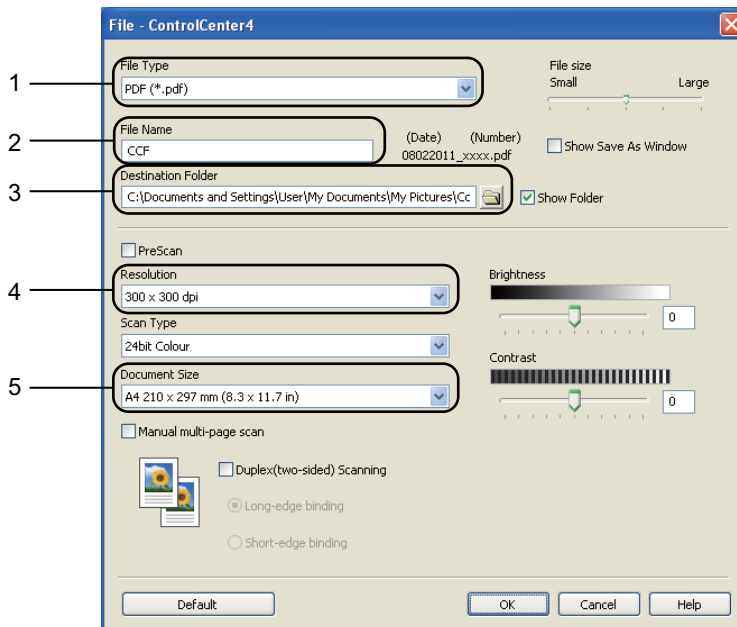 File - ControlCenter4
1
File Type
PDF (*.pdf)
File size
Small Large
2
File Name
CCF
(Date) (Number)
08022011_xxxx.pdf
Show Save As Window
3
Destination Folder
C:\Documents and Settings\User\My Documents\My Pictures\Cc
Show Folder
PreScan
4
Resolution
300 x 300 dpi
Brightness
0
Scan Type
24bit Colour
Contrast
0
5
Document Size
A4 210 x 297 mm (8.3 x 11.7 in)
Manual multi-page scan
Duplex(two-sided) Scanning
Long-edge binding
Short-edge binding
Default OK Cancel Help